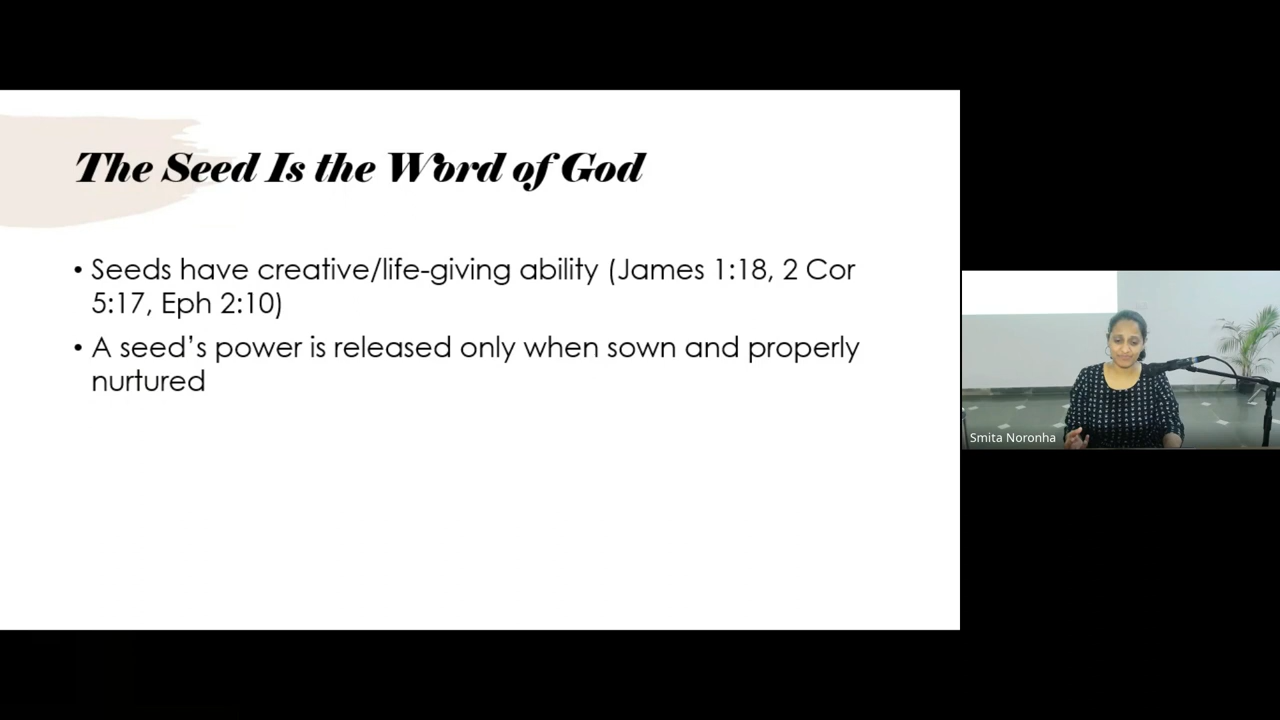 The Seed Is the Word of God
• Seeds have creative/life-giving ability (James 1:18, 2 Cor
5:17, Eph 2:10)
• A seed’s power is released only when sown and properly
nurtured
Smita Noronha